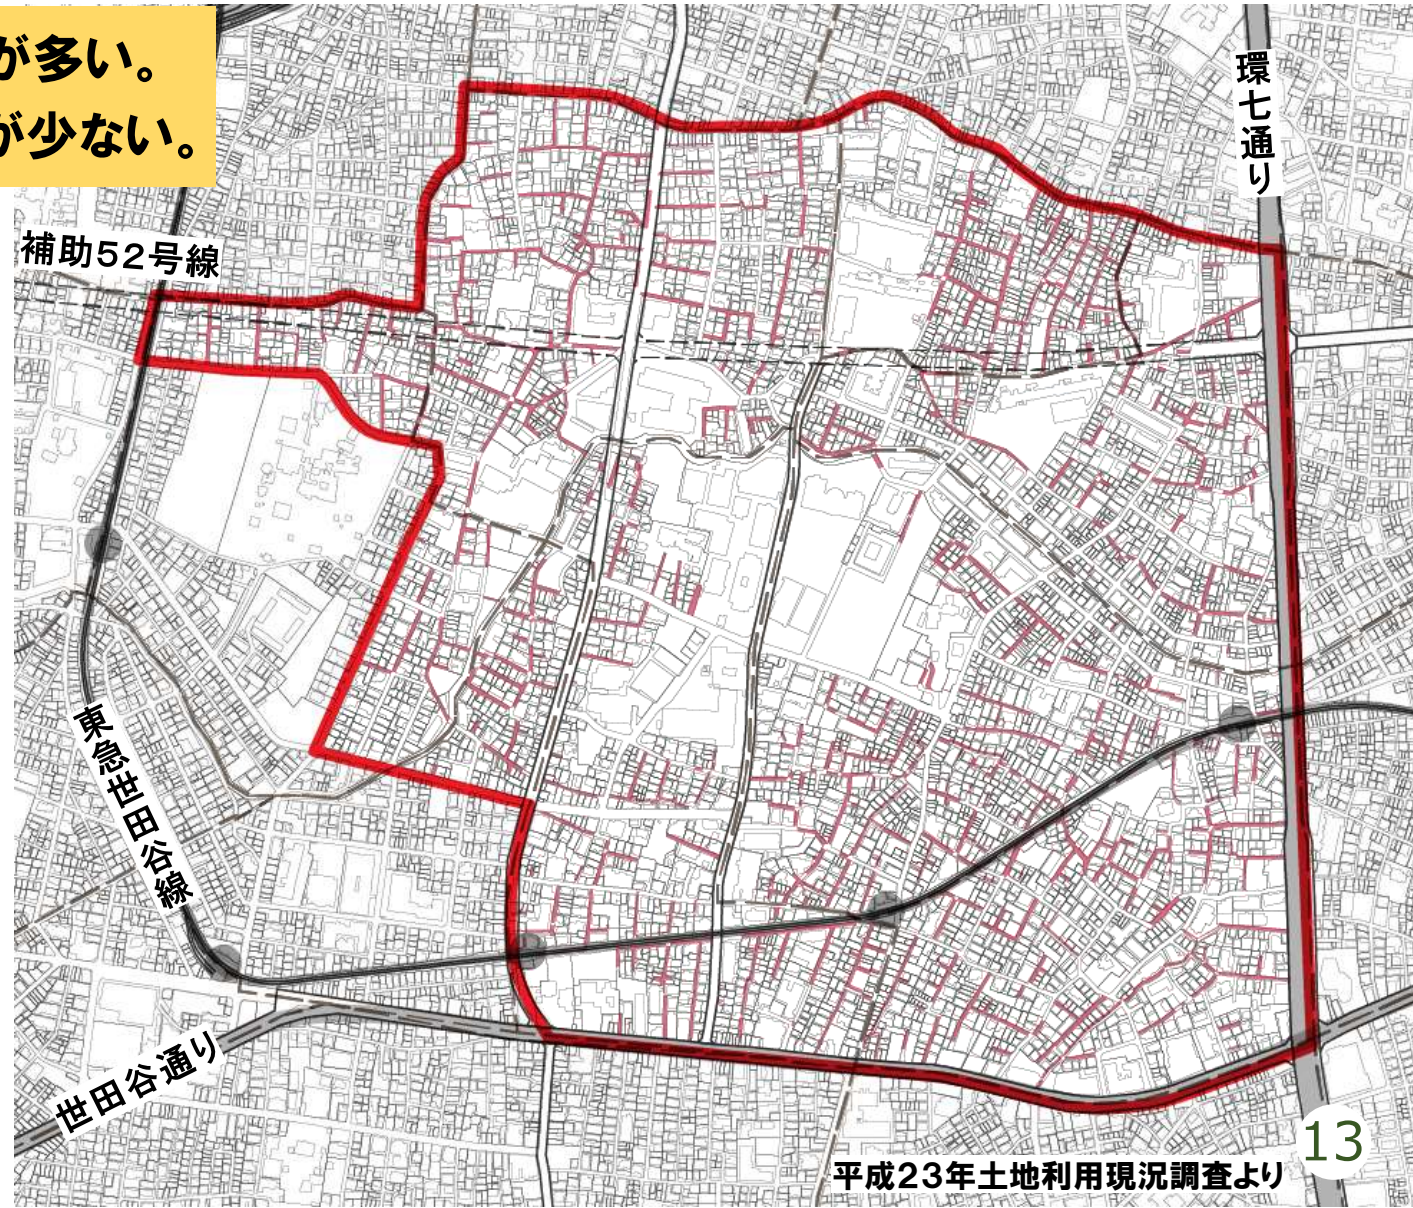 が多い。
が少ない。
環七通り
補助52号線
東急世田谷線
世田谷通り
平成23年土地利用現況調査より
13